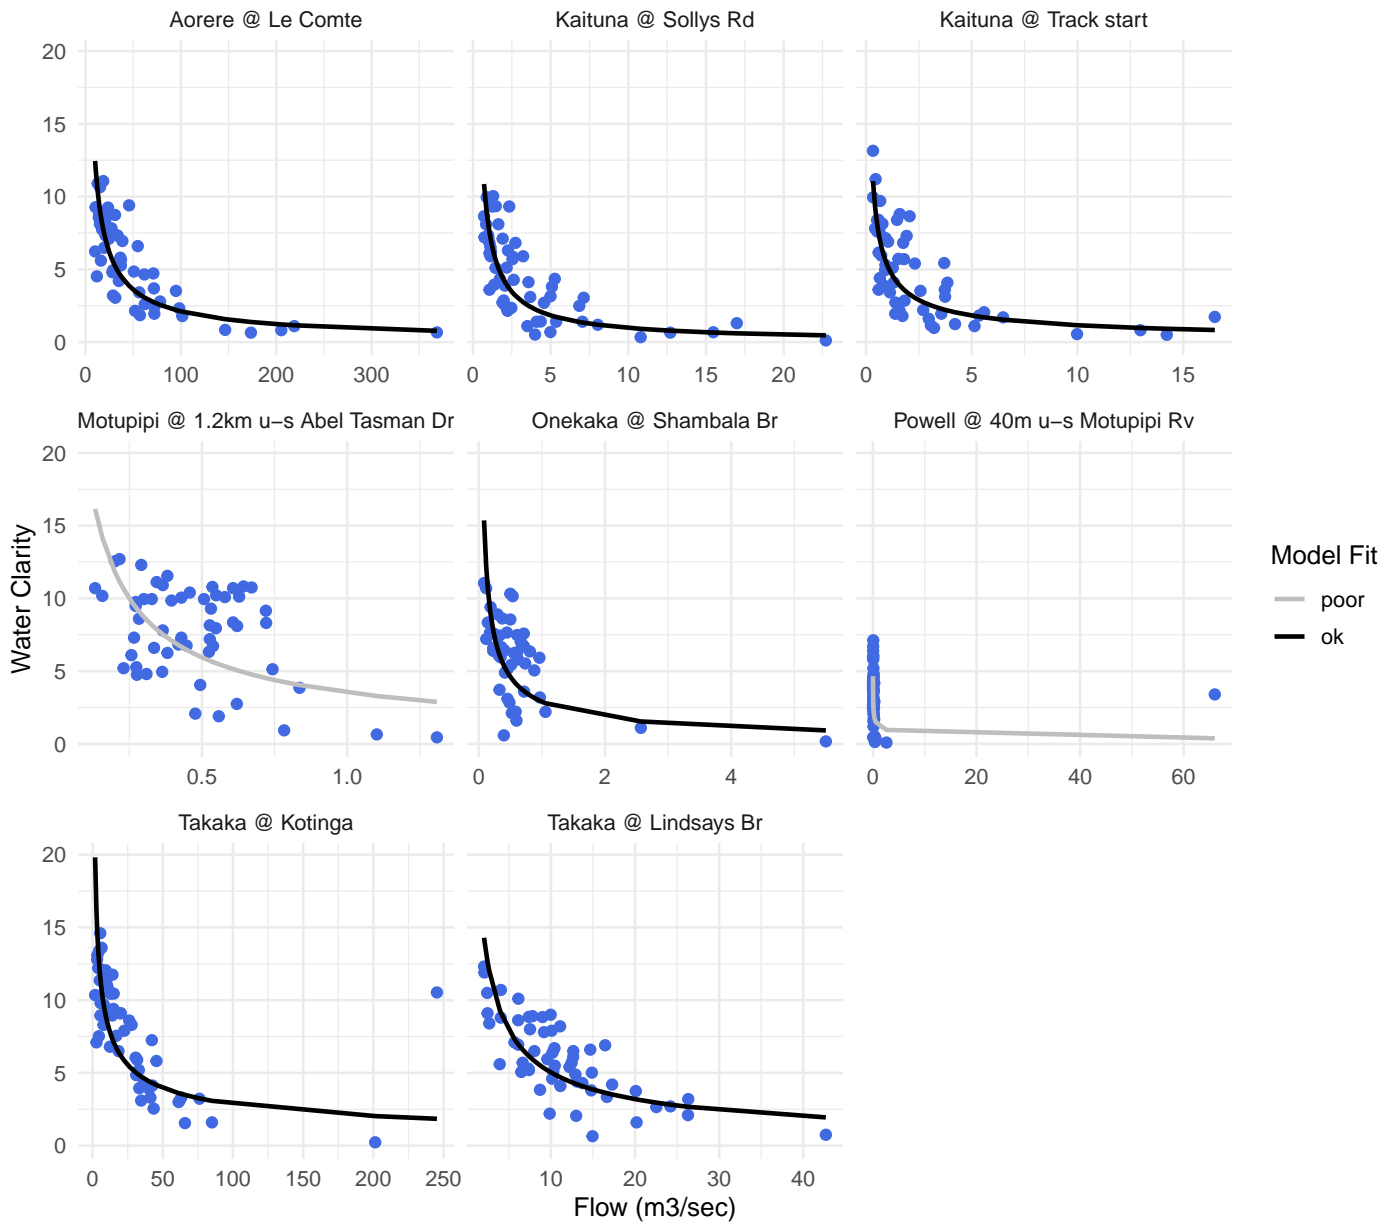 Aorere @ Le Comte
Kaituna @ Sollys Rd
Kaituna @ Track start
20
15
10
5
0
0 100 200 300
0 5 10 15 20
0 5 10 15
Motupipi @ 1.2km u−s Abel Tasman Dr
Onekaka @ Shambala Br
Powell @ 40m u−s Motupipi Rv
20
15
10
5
0
0.5 1.0
0 2 4
0 20 40 60
Takaka @ Kotinga
Takaka @ Lindsays Br
20
15
10
5
0
0 50 100 150 200 250
10 20 30 40
Water Clarity
Flow (m3/sec)
Model Fit
poor
ok